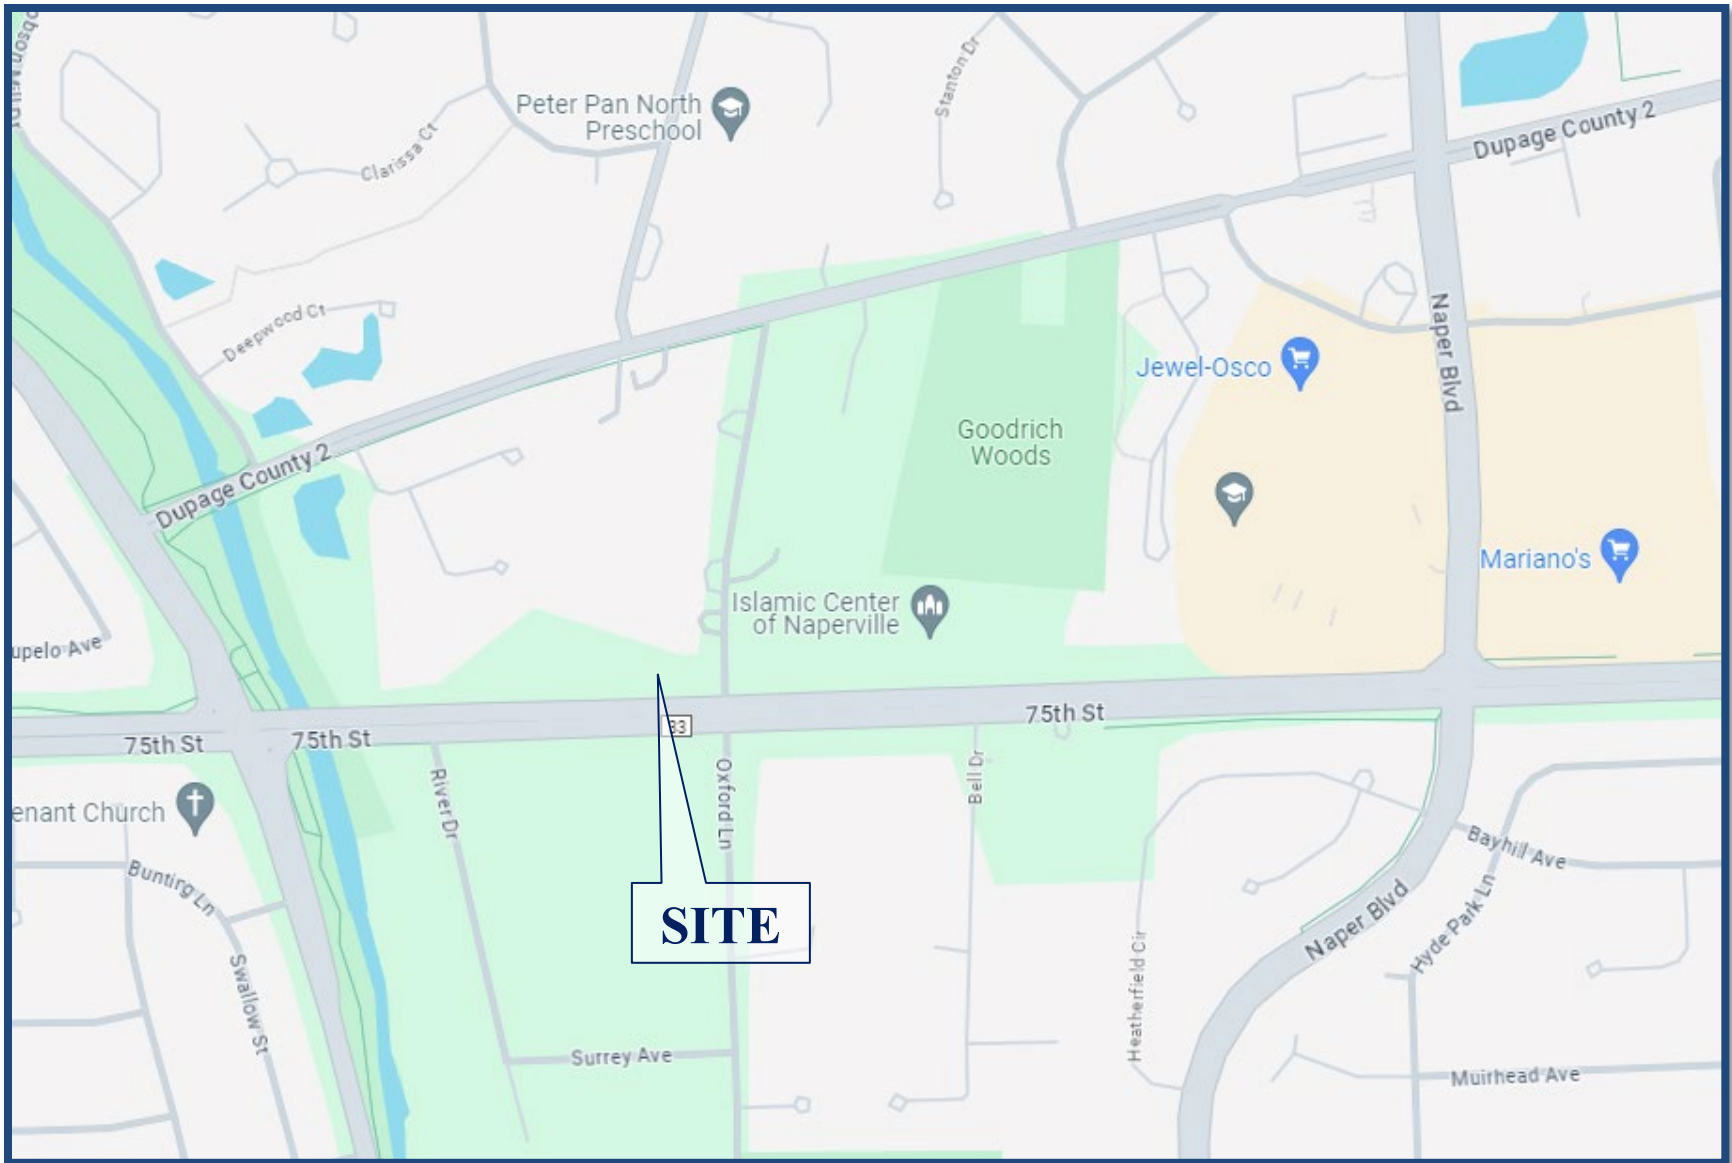 Peter Pan North
Preschool
Stanton Dr
Dupage County 2
Clarissa Ct
Deepwood Ct
Naper Blvd
Jewel-Osco
Goodrich
Woods
Dupage County 2
Mariano's
Islamic Center
of Naperville
upelo Ave
75th St
75th St
33
75th St
River Dr
Oxford Ln
Bell Dr
enant Church
Bunting Ln
Bayhill Ave
Naper Blvd
Hyde Park Ln
SITE
Swallow St
Heatherfield Cir
Surrey Ave
Muirhead Ave